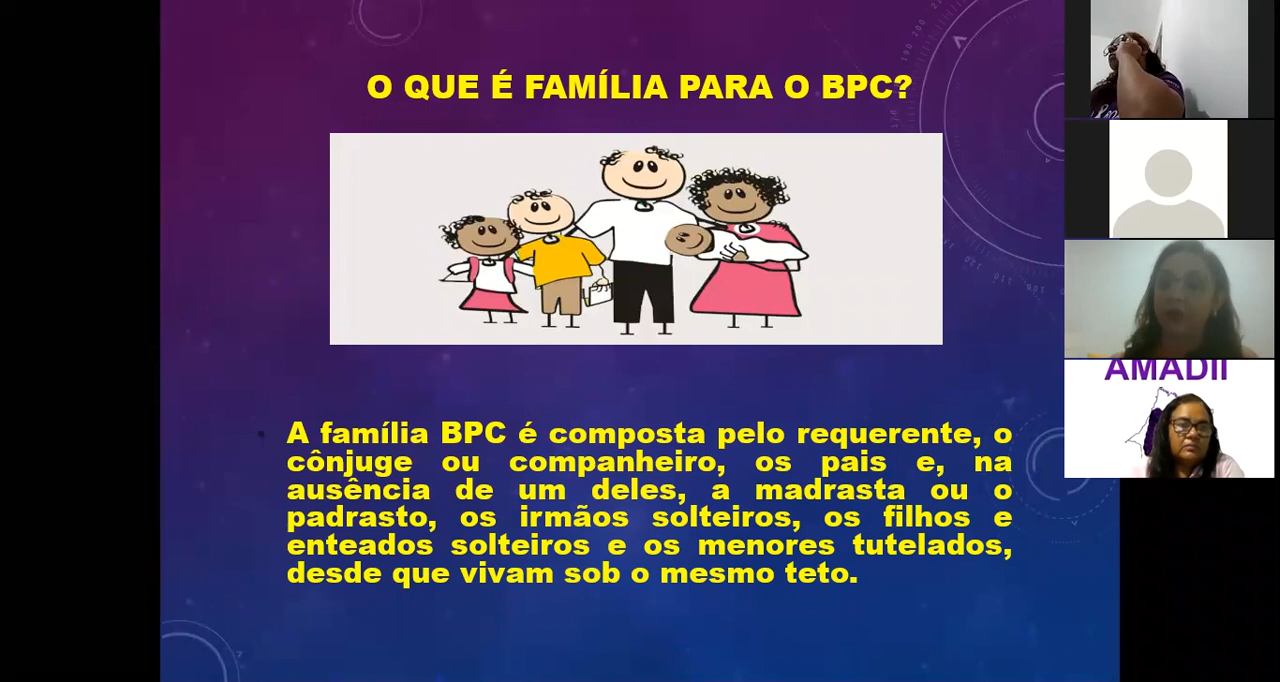 O QUE É FAMÍLIA PARA O BPC?
A família BPC é composta pelo requerente, o
cônjuge ou companheiro, os pais e, na
ausência de um deles, a madrasta ou o
padrasto, os irmãos solteiros, os filhos e
enteados solteiros e os menores tutelados,
desde que vivam sob o mesmo teto.
AMADII